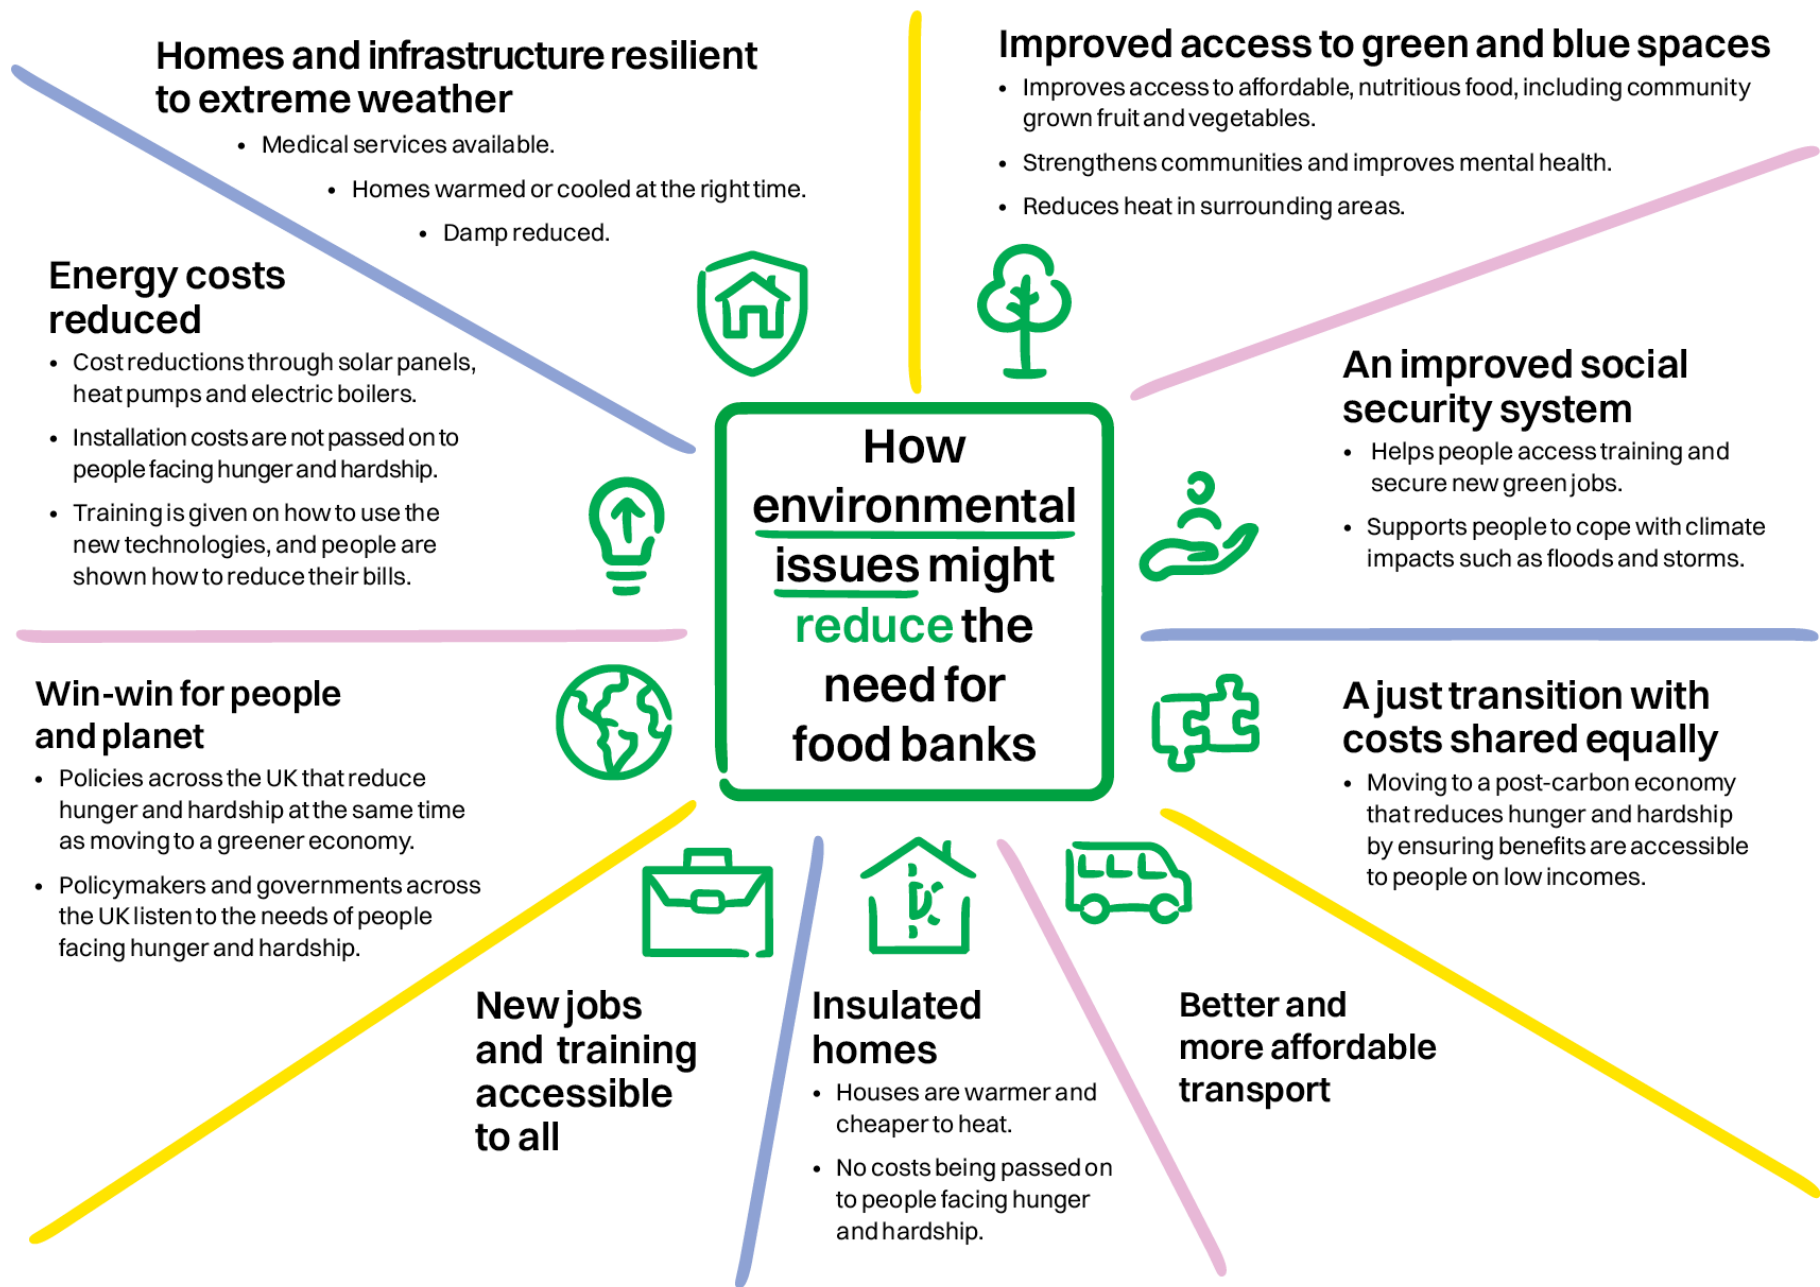 Homes and infrastructure resilient
to extreme weather
• Medical services available.
• Homes warmed or cooled at the right time.
• Damp reduced.
Improved access to green and blue spaces
• Improves access to affordable, nutritious food, including community
grown fruit and vegetables.
• Strengthens communities and improves mental health.
• Reduces heat in surrounding areas.
Energy costs
reduced
• Cost reductions through solar panels,
heat pumps and electric boilers.
• Installation costs are not passed on to
people facing hunger and hardship.
• Training is given on how to use the
new technologies, and people are
shown how to reduce their bills.
How
environmental
issues might
reduce the
need for
food banks
An improved social
security system
• Helps people access training and
secure new green jobs.
• Supports people to cope with climate
impacts such as floods and storms.
Win-win for people
and planet
• Policies across the UK that reduce
hunger and hardship at the same time
as moving to a greener economy.
• Policymakers and governments across
the UK listen to the needs of people
facing hunger and hardship.
A just transition with
costs shared equally
• Moving to a post-carbon economy
that reduces hunger and hardship
by ensuring benefits are accessible
to people on low incomes.
New jobs
and training
accessible
to all
Insulated
homes
• Houses are warmer and
cheaper to heat.
• No costs being passed on
to people facing hunger
and hardship.
Better and
more affordable
transport